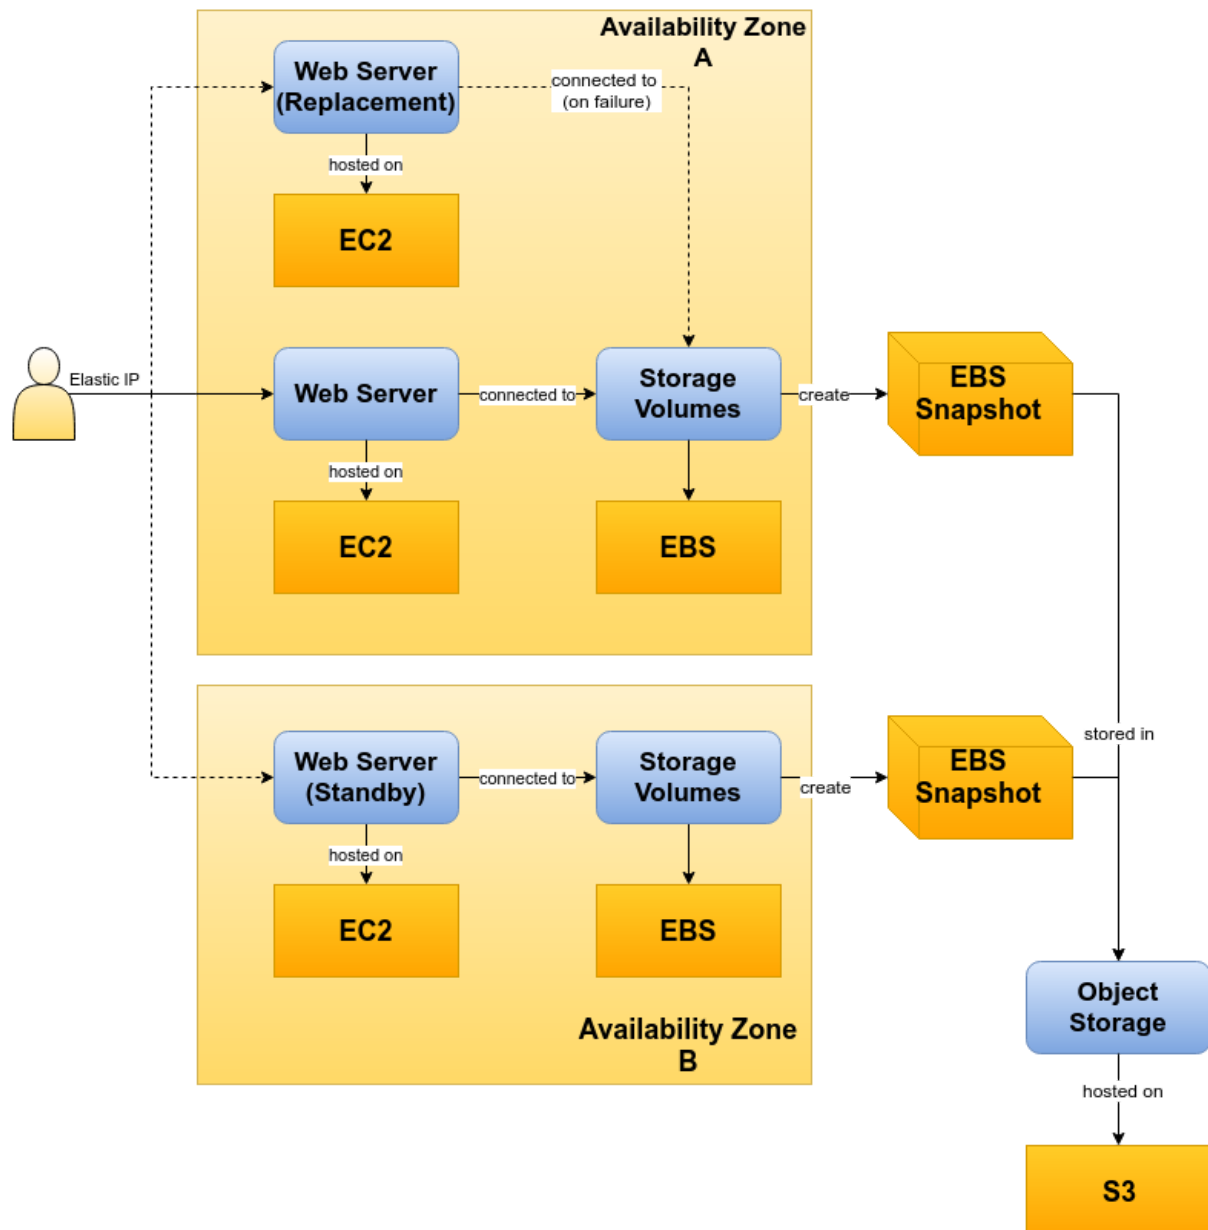 Availability Zone
A
Web Server
(Replacement)
connected to
(on failure)
hosted on
EC2
Elastic IP
Web Server
connected to
Storage
Volumes
create
EBS
Snapshot
hosted on
EC2
EBS
Web Server
(Standby)
connected to
Storage
Volumes
create
EBS
Snapshot
stored in
hosted on
EC2
EBS
Availability Zone
B
Object
Storage
hosted on
S3